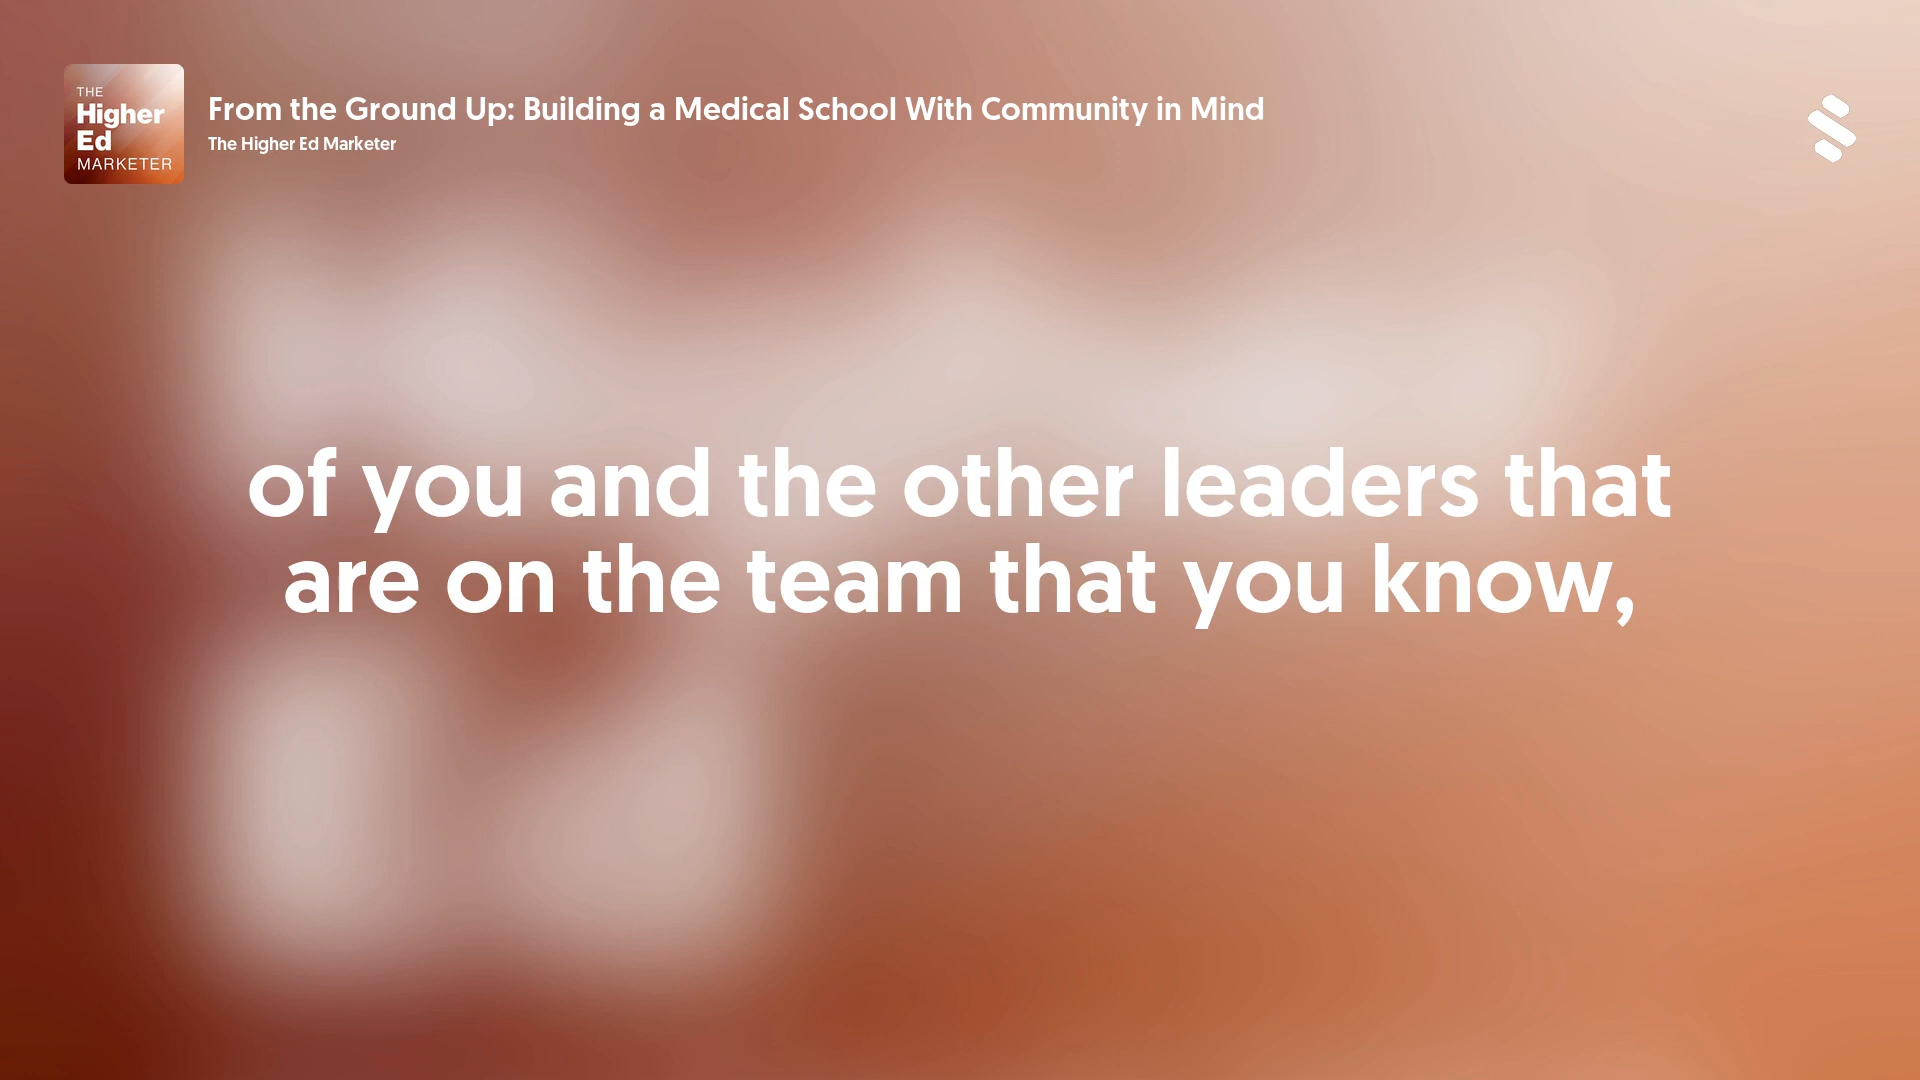 THE
Higher
Ed
MARKETER
From the Ground Up: Building a Medical School With Community in Mind
The Higher Ed Marketer
of you and the other leaders that
are on the team that you know,